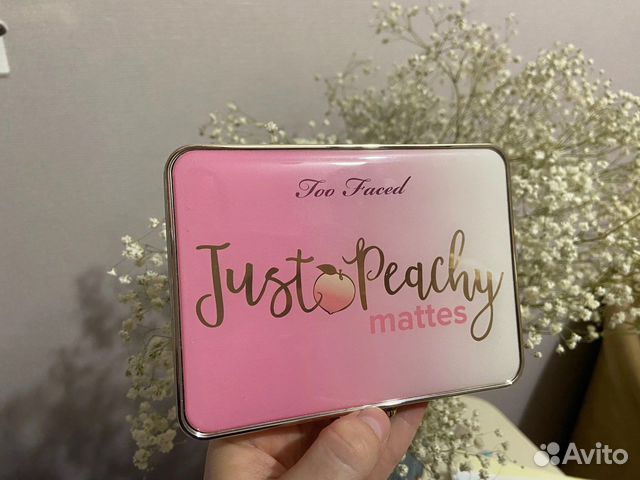 Too Faced
Just Peachy
mattes
Avito